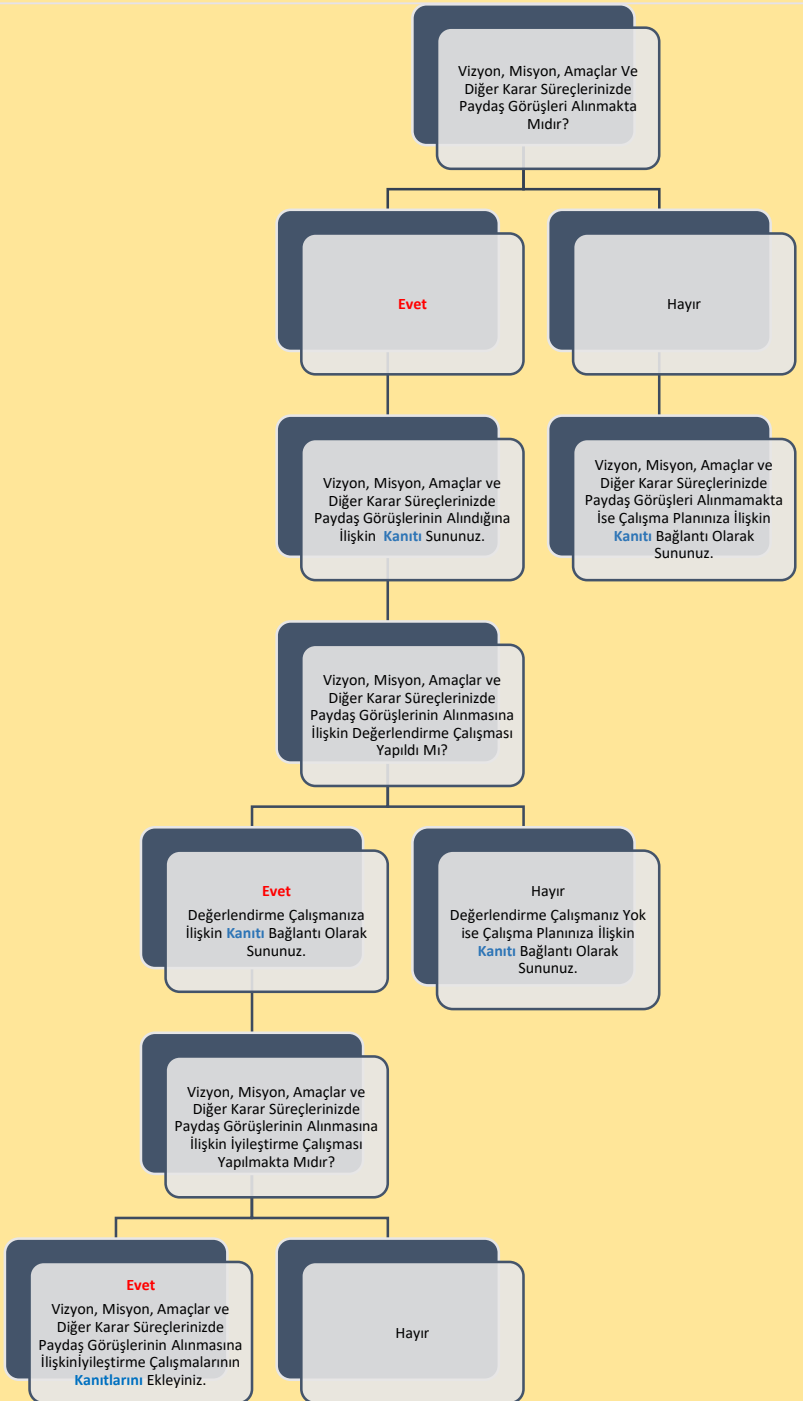 Vizyon, Misyon, Amaçlar Ve
Diğer Karar Süreçlerinizde
Paydaş Görüşleri Alınmakta
Mıdır?
Evet
Hayır
Vizyon, Misyon, Amaçlar ve
Diğer Karar Süreçlerinizde
Paydaş Görüşlerinin Alındığına
İlişkin Kanıtı Sununuz.
Vizyon, Misyon, Amaçlar ve
Diğer Karar Süreçlerinizde
Paydaş Görüşleri Alınmamakta
İse Çalışma Planınıza İlişkin
Kanıtı Bağlantı Olarak
Sununuz.
Vizyon, Misyon, Amaçlar ve
Diğer Karar Süreçlerinizde
Paydaş Görüşlerinin Alınmasına
İlişkin Değerlendirme Çalışması
Yapıldı Mı?
Evet
Değerlendirme Çalışmanıza
İlişkin Kanıtı Bağlantı Olarak
Sununuz.
Hayır
Değerlendirme Çalışmanız Yok
ise Çalışma Planınıza İlişkin
Kanıtı Bağlantı Olarak
Sununuz.
Vizyon, Misyon, Amaçlar ve
Diğer Karar Süreçlerinizde
Paydaş Görüşlerinin Alınmasına
İlişkin İyileştirme Çalışması
Yapılmakta Mıdır?
Evet
Vizyon, Misyon, Amaçlar ve
Diğer Karar Süreçlerinizde
Paydaş Görüşlerinin Alınmasına
İlişkinİyileştirme Çalışmalarının
Kanıtlarını Ekleyiniz.
Hayır